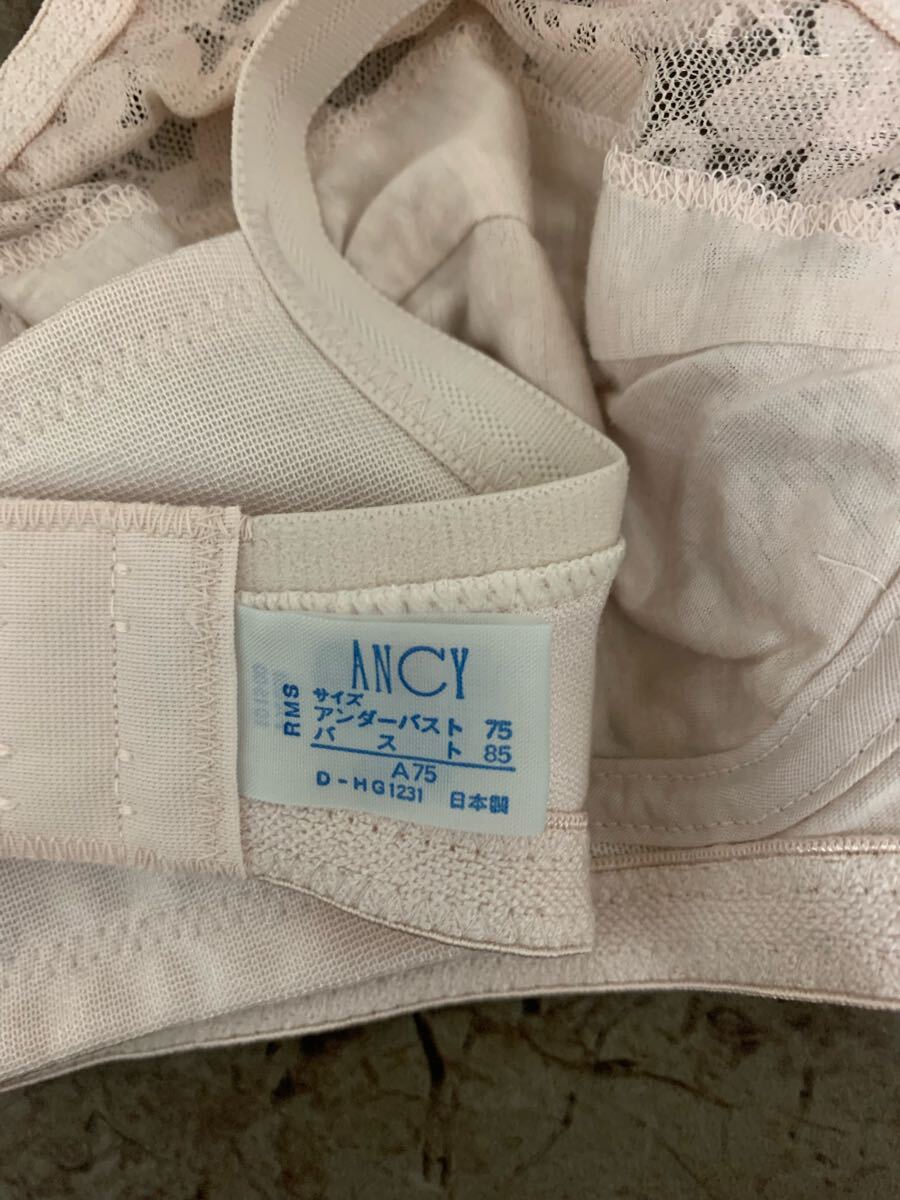 ANCY
RMS
サイズ
アンダーバスト 75
バスト 85
A75
D-HG1231 日本製